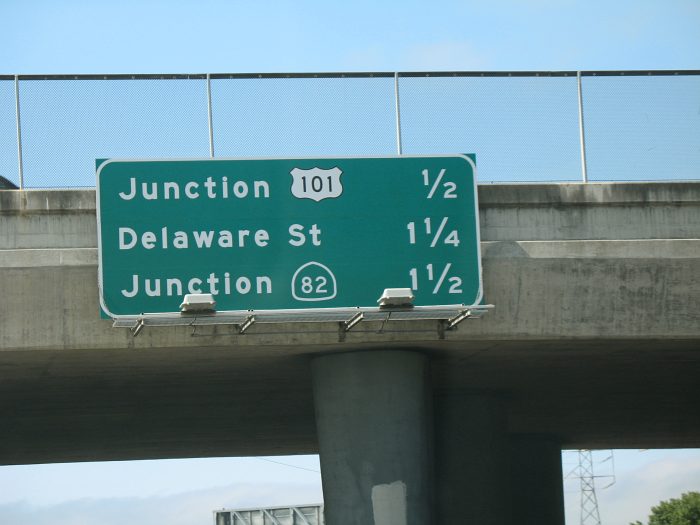 Junction 101 1/2
Delaware St 1 1/4
Junction 82 1 1/2